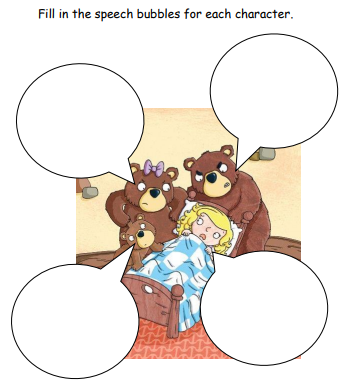 Fill in the speech bubbles for each character.